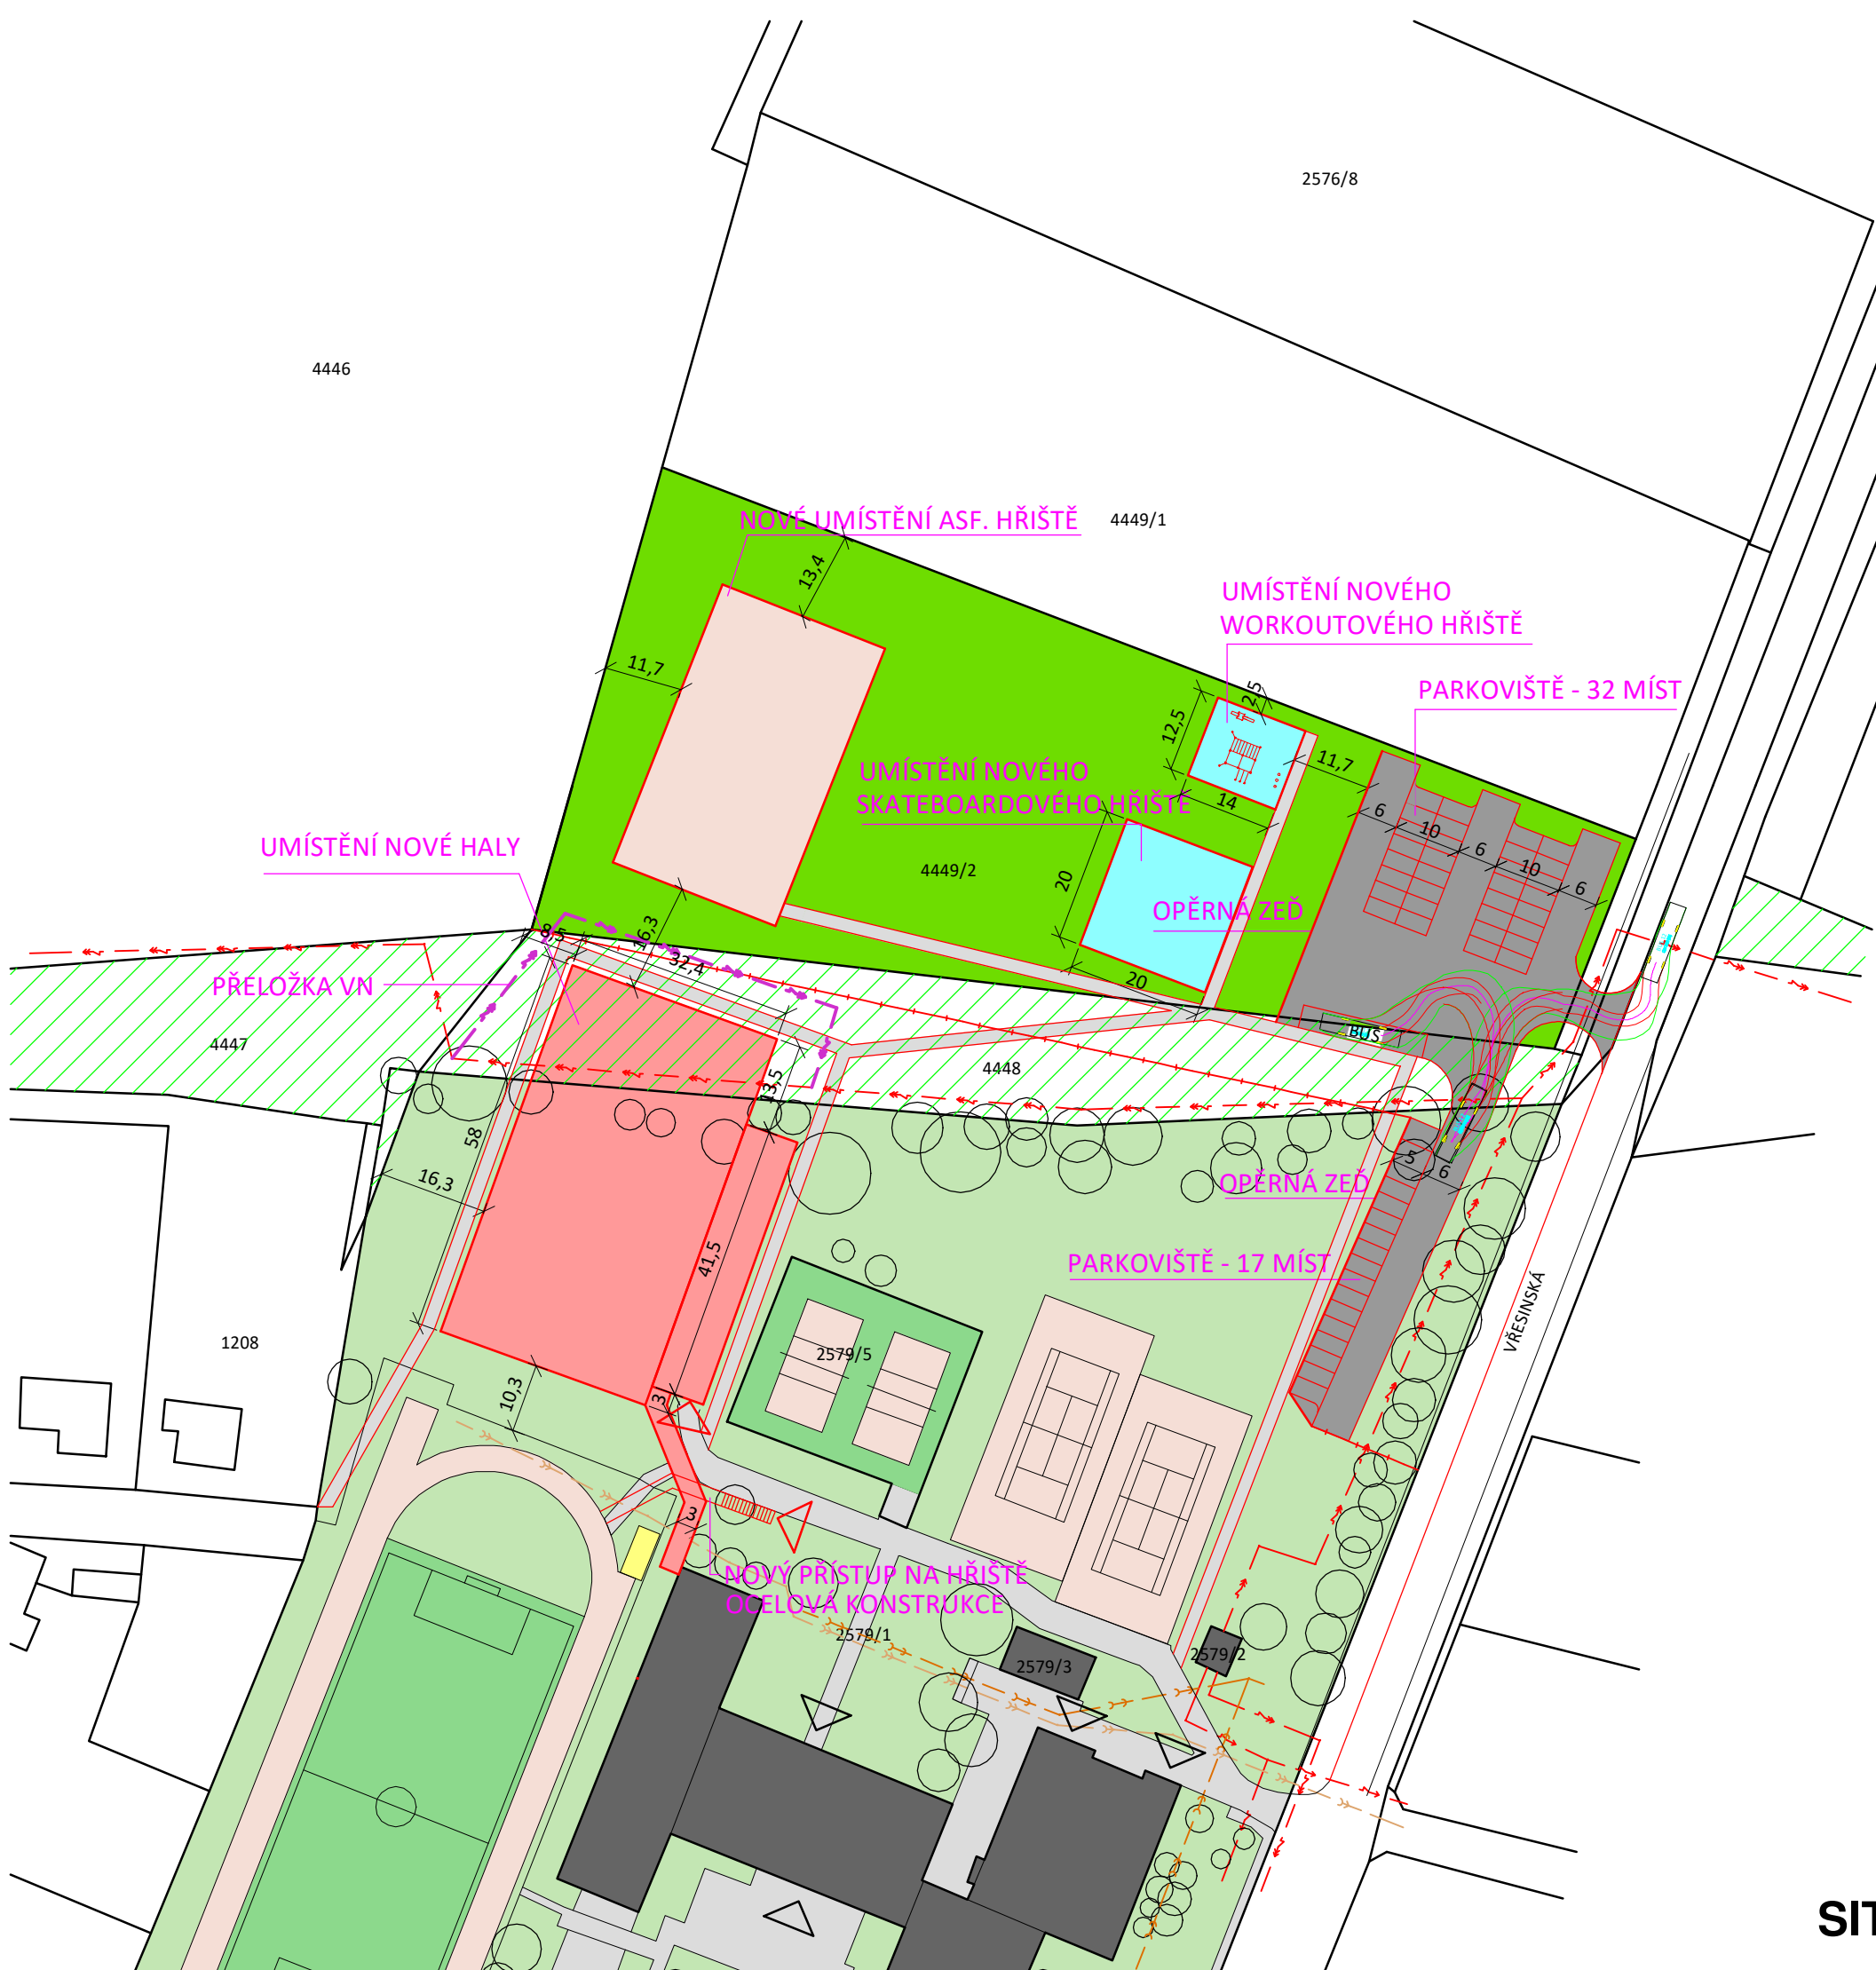 2576/8
4446
NOVÉ UMÍSTĚNÍ ASF. HŘIŠTĚ
4449/1
13,4
UMÍSTĚNÍ NOVÉHO
WORKOUTOVÉHO HŘIŠTĚ
11,7
2,5
PARKOVIŠTĚ - 32 MÍST
12,5
11,7
UMÍSTĚNÍ NOVÉHO
SKATEBOARDOVÉHO HŘIŠTĚ
14
6
10
6
10
6
UMÍSTĚNÍ NOVÉ HALY
4449/2
20
OPĚRNÁ ZEĎ
8,5
16,3
32,4
20
PŘELOŽKA VN
BUS
4447
4448
13,5
58
16,3
5
6
OPĚRNÁ ZEĎ
41,5
PARKOVIŠTĚ - 17 MÍST
VŘESINSKÁ
1208
2579/5
10,3
3
3
NOVÝ PŘÍSTUP NA HŘIŠTĚ
OCELOVÁ KONSTRUKCE
2579/1
2579/3
2579/2
SIT